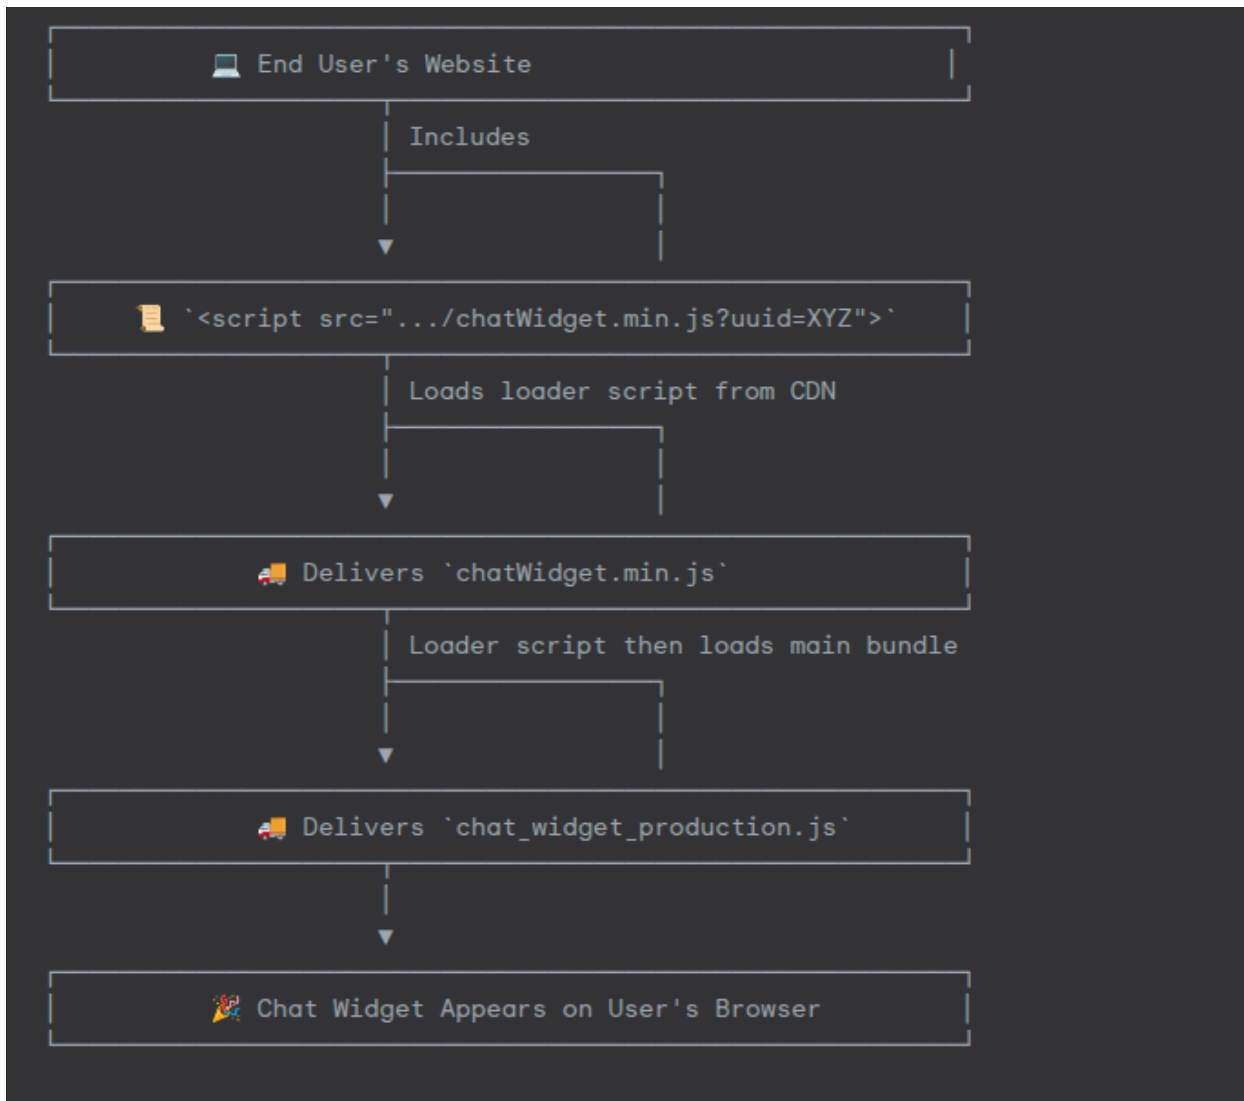 💻 End User's Website
Includes
📜 `<script src=".../chatWidget.min.js?uuid=XYZ">`
Loads loader script from CDN
🚚 Delivers `chatWidget.min.js`
Loader script then loads main bundle
🚚 Delivers `chat_widget_production.js`
🎉 Chat Widget Appears on User's Browser